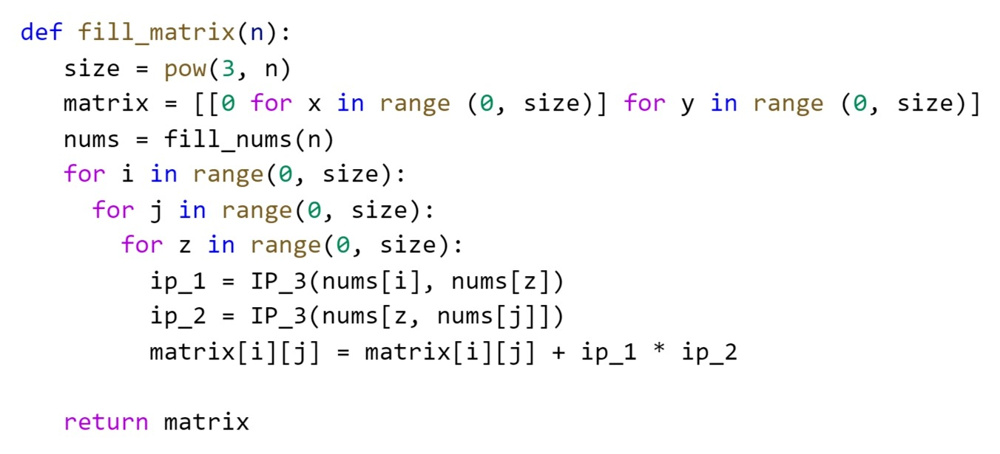 def fill_matrix(n):
size = pow(3, n)
matrix = [[0 for x in range (0, size)] for y in range (0, size)]
nums = fill_nums(n)
for i in range(0, size):
for j in range(0, size):
for z in range(0, size):
ip_1 = IP_3(nums[i], nums[z])
ip_2 = IP_3(nums[z, nums[j]])
matrix[i][j] = matrix[i][j] + ip_1 * ip_2
return matrix